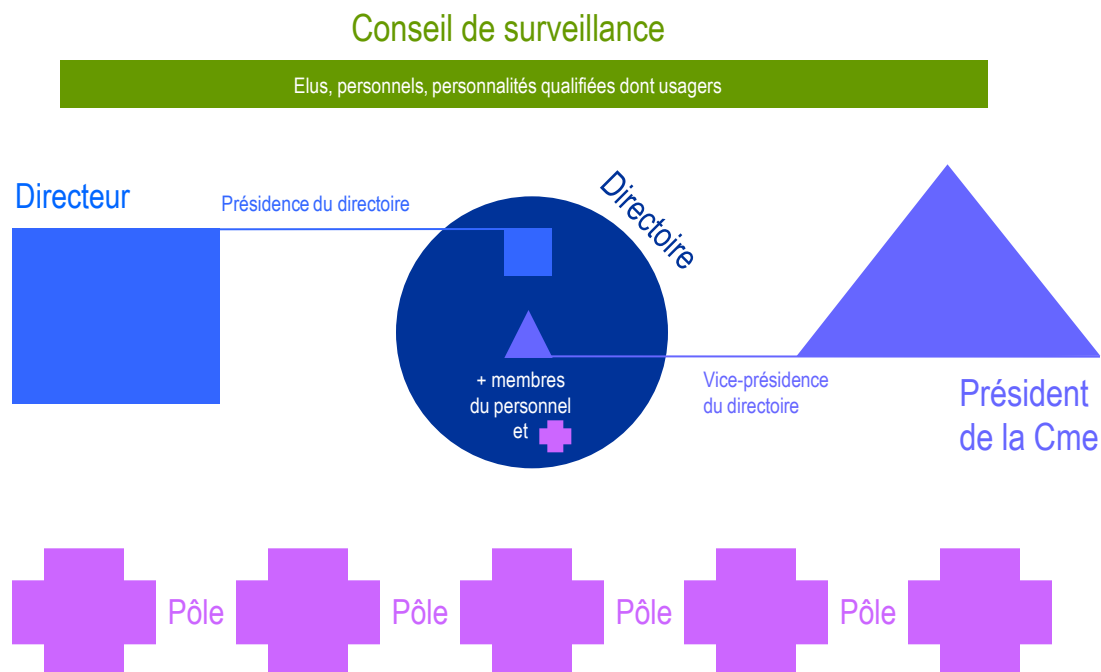 Conseil de surveillance
Elus, personnels, personnalités qualifiées dont usagers
Directeur
Présidence du directoire
Directoire
+ membres
du personnel
et
Vice-présidence
du directoire
Président
de la Cme
Pôle
Pôle
Pôle
Pôle